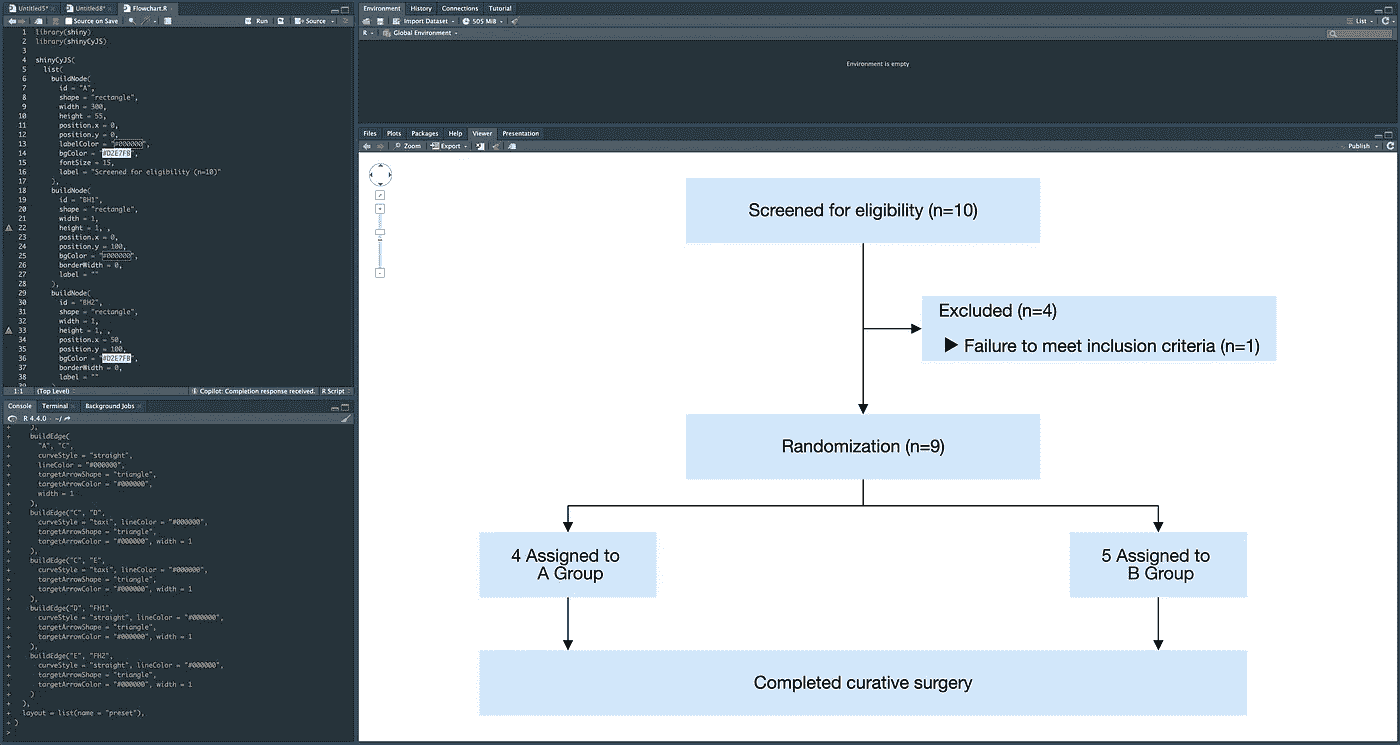 Untitled5*
Untitled8*
Flowchart.R
Source on Save
Run
Source
1 library(shiny)
2 library(shinyCyJS)
3
4 shinyCyJS(
5 list(
6 buildNode(
7 id = "A",
8 shape = "rectangle",
9 width = 300,
10 height = 55,
11 position.x = 0,
12 position.y = 0,
13 labelColor = "#000000",
14 bgColor = "#D2E7FB",
15 fontSize = 15,
16 label = "Screened for eligibility (n=10)"
17 ),
18 buildNode(
19 id = "BH1",
20 shape = "rectangle",
21 width = 1,
22 height = 1, ,
23 position.x = 0,
24 position.y = 100,
25 bgColor = "#000000",
26 borderWidth = 0,
27 label = ""
28 ),
29 buildNode(
30 id = "BH2",
31 shape = "rectangle",
32 width = 1,
33 height = 1, ,
34 position.x = 50,
35 position.y = 100,
36 bgColor = "#D2E7FB",
37 borderWidth = 0,
38 label = ""
39 )
1:1 (Top Level) Copilot: Completion response received. R Script
Console Terminal Background Jobs
R 4.4.0 · ~/
+ ),
+ buildEdge(
+ "A", "C",
+ curveStyle = "straight",
+ lineColor = "#000000",
+ targetArrowShape = "triangle",
+ targetArrowColor = "#000000",
+ width = 1
+ ),
+ buildEdge("C", "D",
+ curveStyle = "taxi", lineColor = "#000000",
+ targetArrowShape = "triangle",
+ targetArrowColor = "#000000", width = 1
+ ),
+ buildEdge("C", "E",
+ curveStyle = "taxi", lineColor = "#000000",
+ targetArrowShape = "triangle",
+ targetArrowColor = "#000000", width = 1
+ ),
+ buildEdge("D", "FH1",
+ curveStyle = "straight", lineColor = "#000000",
+ targetArrowShape = "triangle",
+ targetArrowColor = "#000000", width = 1
+ ),
+ buildEdge("E", "FH2",
+ curveStyle = "straight", lineColor = "#000000",
+ targetArrowShape = "triangle",
+ targetArrowColor = "#000000", width = 1
+ )
+ ),
+ layout = list(name = "preset"),
+ )
>
Environment History Connections Tutorial
Import Dataset 505 MiB List
R Global Environment
Environment is empty
Files Plots Packages Help Viewer Presentation
Zoom Export Publish
Screened for eligibility (n=10)
Excluded (n=4)
▶ Failure to meet inclusion criteria (n=1)
Randomization (n=9)
4 Assigned to
A Group
5 Assigned to
B Group
Completed curative surgery